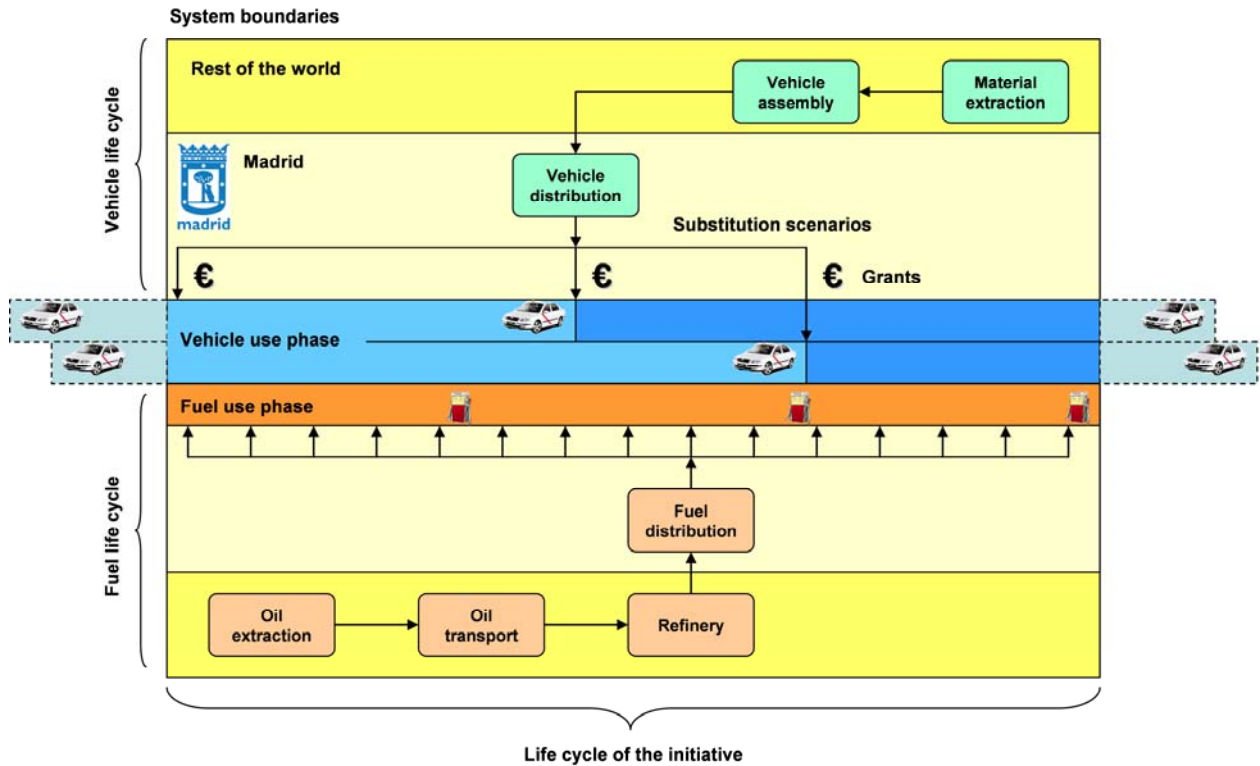 System boundaries
Rest of the world
Vehicle
assembly
Material
extraction
Vehicle life cycle
madrid
Madrid
Vehicle
distribution
Substitution scenarios
€
€
€
Grants
Vehicle use phase
Fuel use phase
Fuel life cycle
Fuel
distribution
Oil
extraction
Oil
transport
Refinery
Life cycle of the initiative